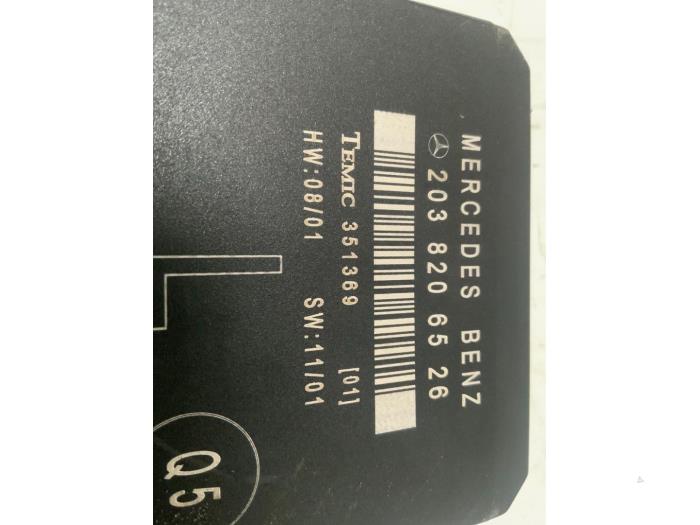 MERCEDES BENZ
203 820 65 26
TEMIC 351369 [01]
HW:08/01 SW:11/01
L
Q5